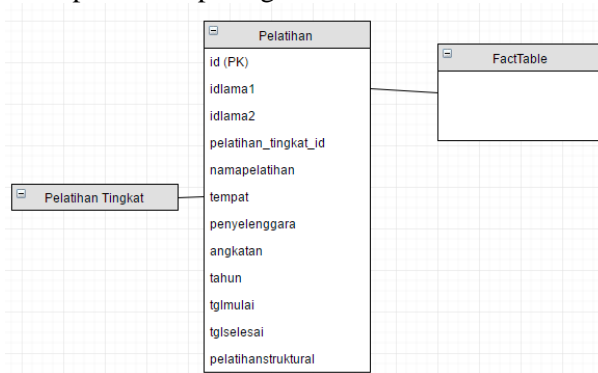 Pelatihan
id (PK)
idlama1
idlama2
pelatihan_tingkat_id
namapelatihan
tempat
penyelenggara
angkatan
tahun
tglmulai
tglselesai
pelatihanstruktural
FactTable
Pelatihan Tingkat